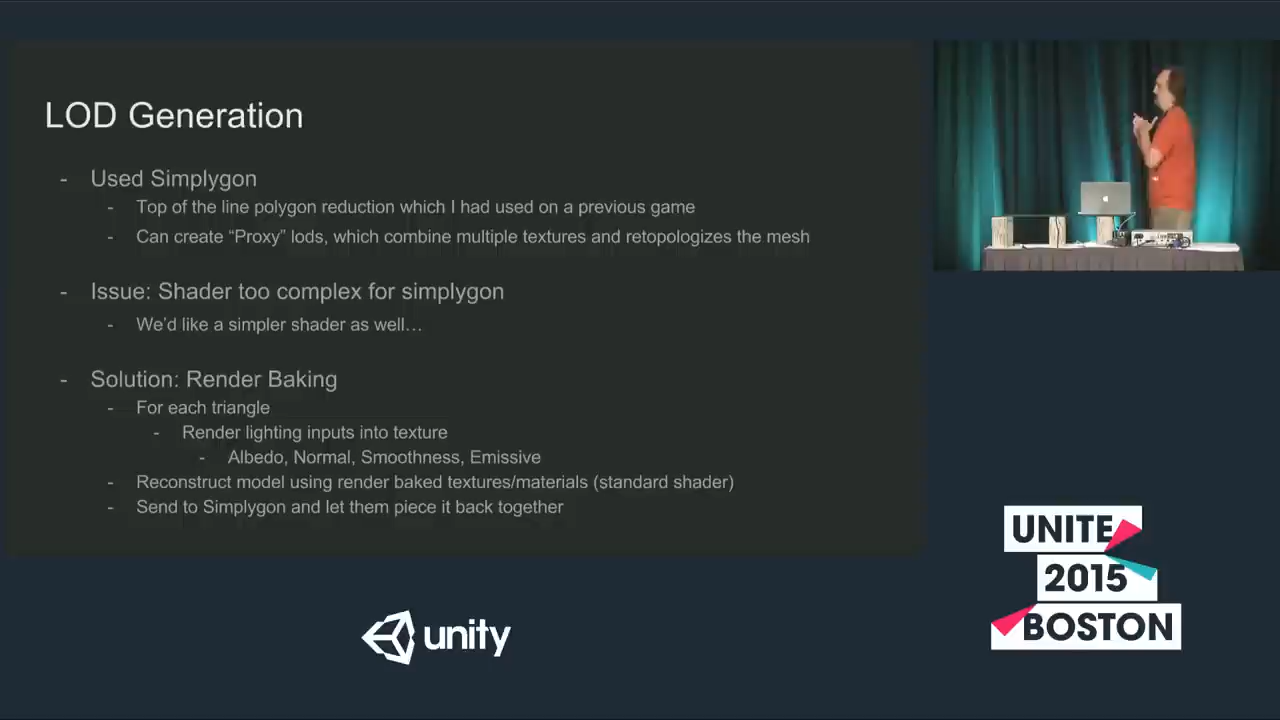 LOD Generation
- Used Simplygon
- Top of the line polygon reduction which I had used on a previous game
- Can create “Proxy” lods, which combine multiple textures and retopologizes the mesh
- Issue: Shader too complex for simplygon
- We’d like a simpler shader as well…
- Solution: Render Baking
- For each triangle
- Render lighting inputs into texture
- Albedo, Normal, Smoothness, Emissive
- Reconstruct model using render baked textures/materials (standard shader)
- Send to Simplygon and let them piece it back together
unity
UNITE
2015
BOSTON